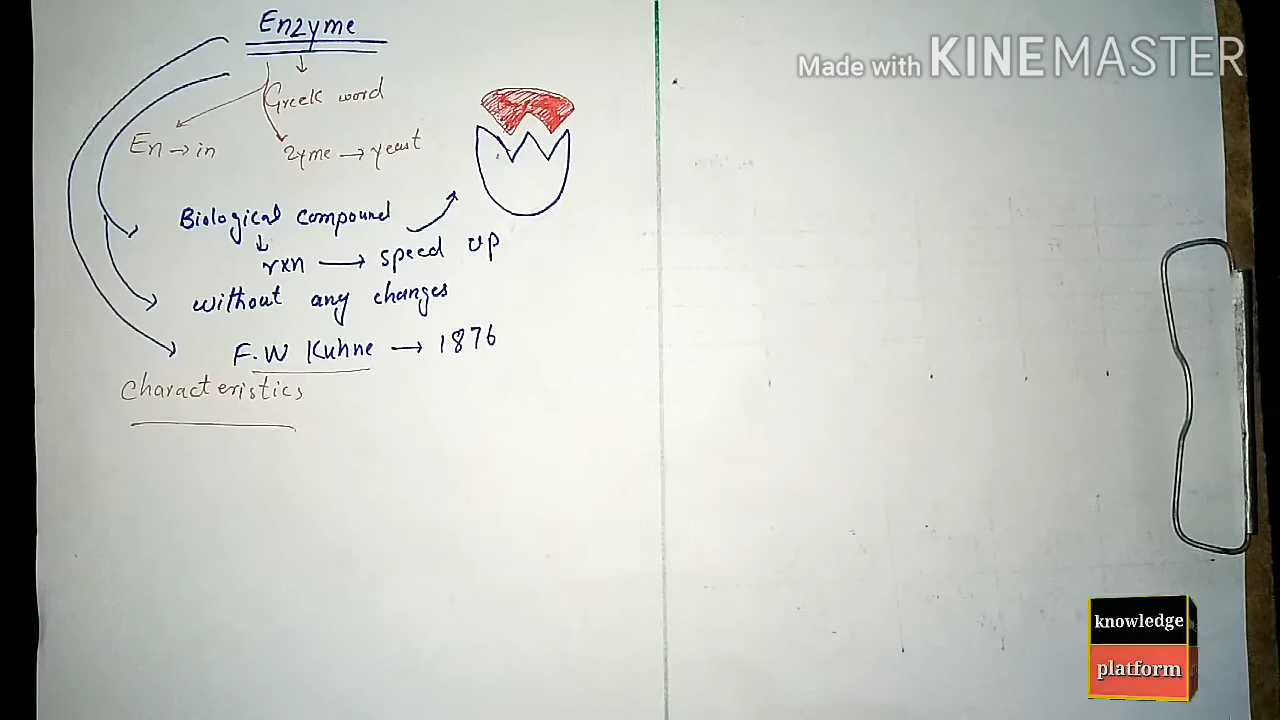 Enzyme
Greek word
En → in
zyme → yeast
Biological compound
rxn → speed up
without any changes
F.W Kuhne → 1876
Characteristics
Made with KINEMASTER
knowledge
platform